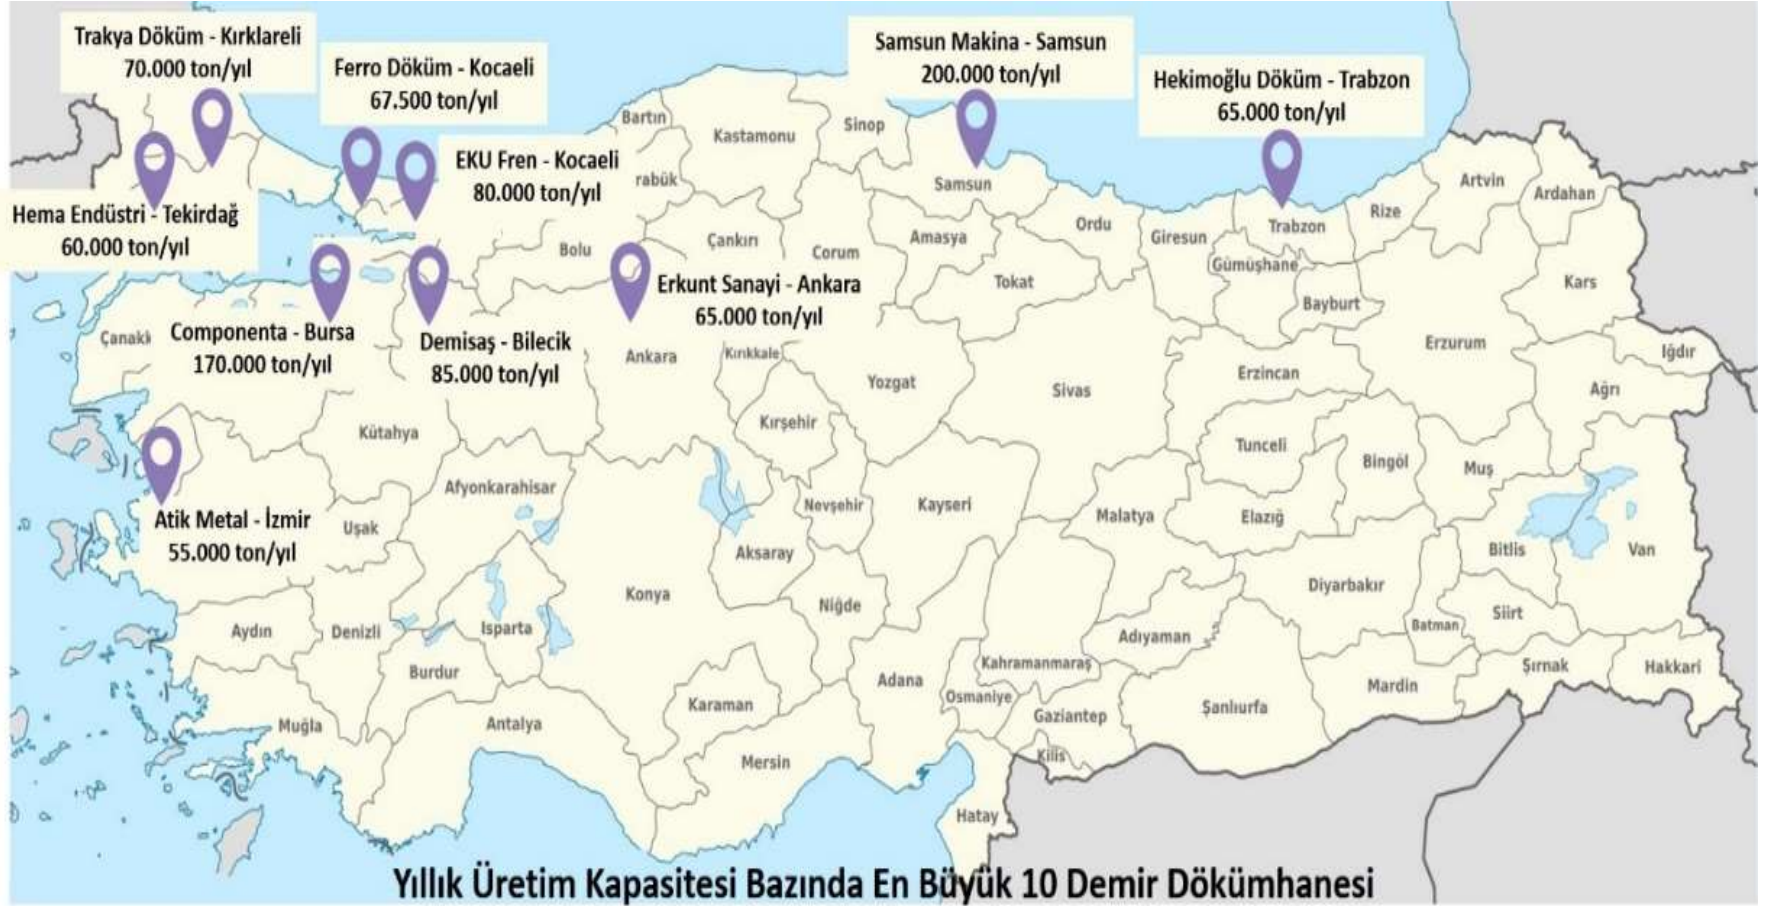 Trakya Döküm - Kırklareli
70.000 ton/yıl
Ferro Döküm - Kocaeli
67.500 ton/yıl
Samsun Makina - Samsun
200.000 ton/yıl
Hekimoğlu Döküm - Trabzon
65.000 ton/yıl
EKU Fren - Kocaeli
80.000 ton/yıl
Hema Endüstri - Tekirdağ
60.000 ton/yıl
Erkunt Sanayi - Ankara
65.000 ton/yıl
Componenta - Bursa
170.000 ton/yıl
Demisaş - Bilecik
85.000 ton/yıl
Atik Metal - İzmir
55.000 ton/yıl
Bartın
Kastamonu
Sinop
rabük
Samsun
Artvin
Ardahan
Bolu
Çankırı
Corum
Amasya
Ordu
Giresun
Trabzon
Rize
Gümüşhane
Tokat
Bayburt
Kars
Çanakk
Ankara
Kırıkkale
Yozgat
Sivas
Erzincan
Erzurum
Iğdır
Ağrı
Kütahya
Kırşehir
Tunceli
Bingöl
Muş
Afyonkarahisar
Uşak
Nevşehir
Kayseri
Malatya
Elazığ
Aksaray
Bitlis
Van
Konya
Niğde
Diyarbakır
Siirt
Batman
Aydın
Denizli
Isparta
Adıyaman
Burdur
Kahramanmaraş
Şırnak
Hakkari
Adana
Osmaniye
Mardin
Karaman
Gaziantep
Şanlıurfa
Muğla
Antalya
Mersin
Kilis
Hatay
Yıllık Üretim Kapasitesi Bazında En Büyük 10 Demir Dökümhanesi